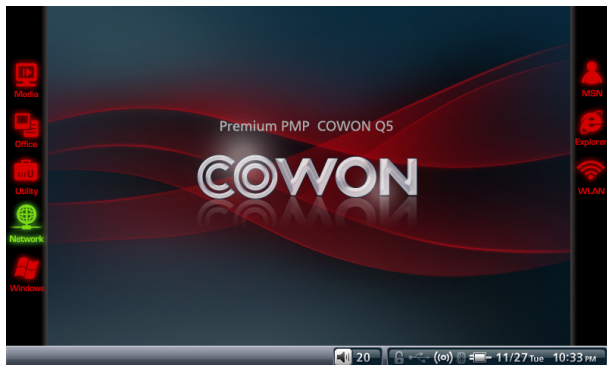 Media
Office
Utility
Network
Windows
Premium PMP COWON Q5
COWON
MSN
Explorer
WLAN
20
11/27 Tue 10:33 PM